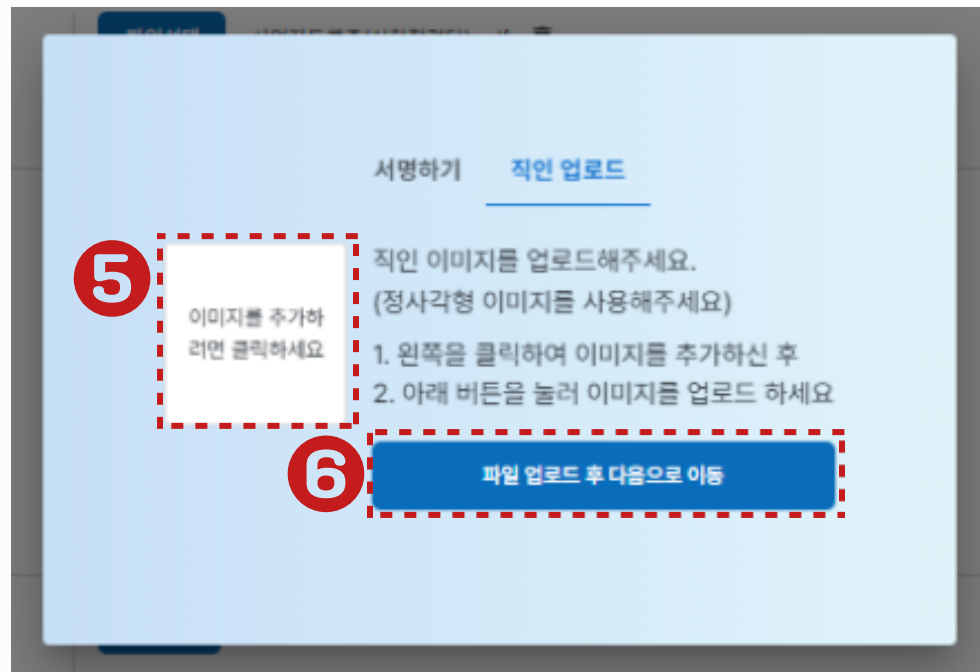 서명하기 직인 업로드
5
이미지를 추가하
려면 클릭하세요
직인 이미지를 업로드해주세요.
(정사각형 이미지를 사용해주세요)
1. 왼쪽을 클릭하여 이미지를 추가하신 후
2. 아래 버튼을 눌러 이미지를 업로드 하세요
6
파일 업로드 후 다음으로 이동